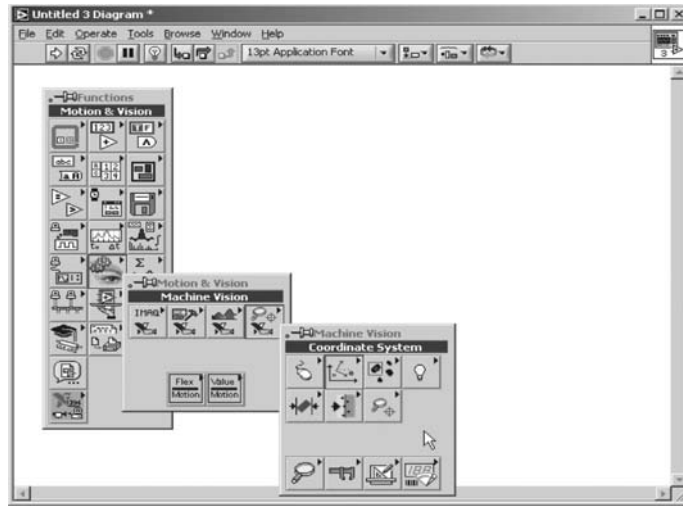 Untitled 3 Diagram *
File Edit Operate Tools Browse Window Help
13pt Application Font
3
Functions
Motion & Vision
Motion & Vision
Machine Vision
IMAQ
Flex Motion
Value Motion
Machine Vision
Coordinate System